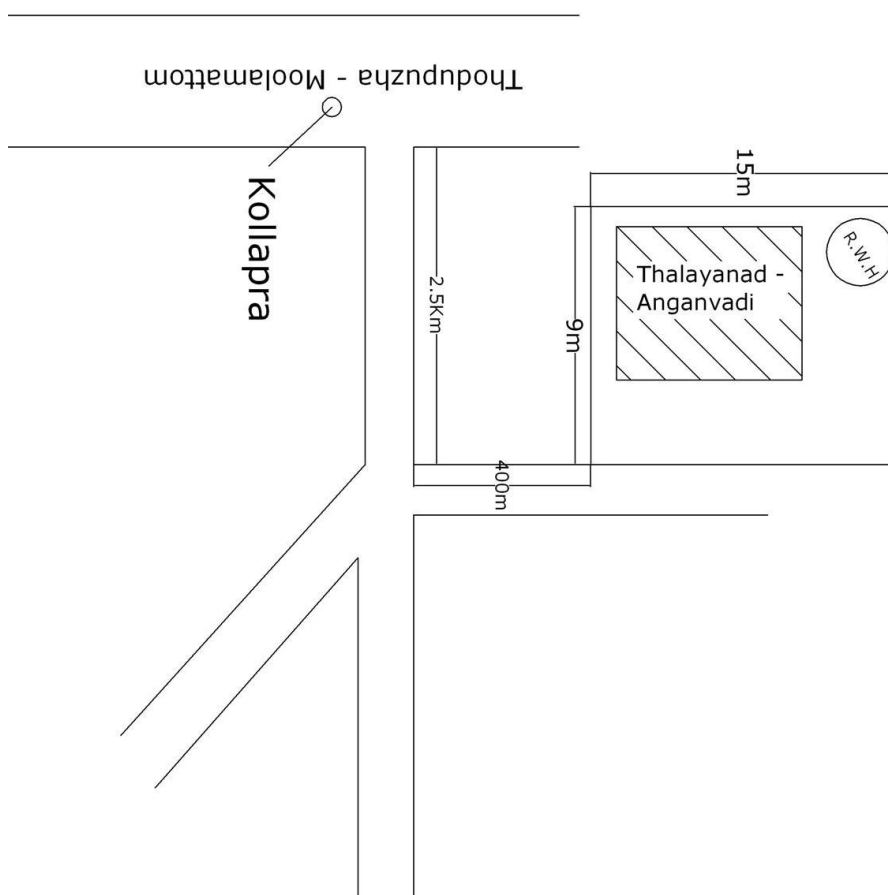 Thodupuzha - Moolamattom
Kollapra
15m
R.W.H
Thalayanad -
Anganvadi
2.5Km
9m
400m